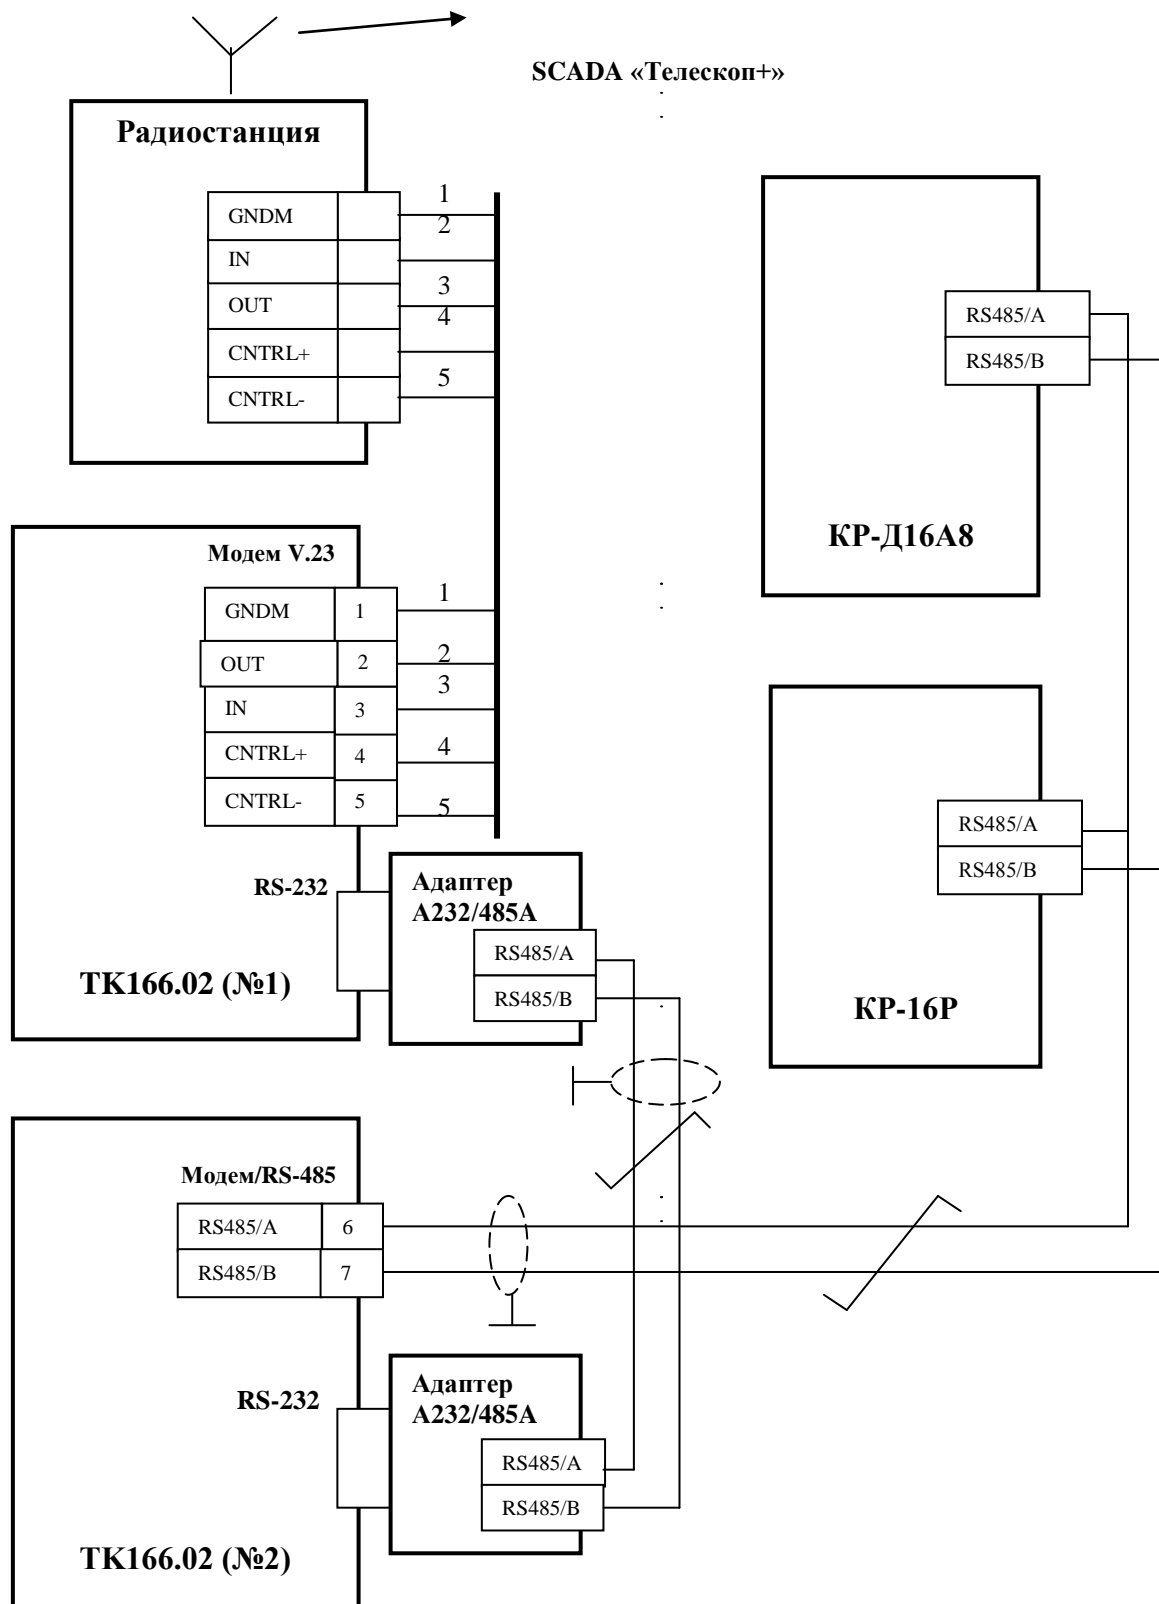 SCADA «Телескоп+»
Радиостанция
GNDM
1
2
IN
OUT
3
4
CNTRL+
CNTRL-
5
RS485/A
RS485/B
КР-Д16А8
Модем V.23
GNDM 1
1
OUT 2
2
IN 3
3
CNTRL+ 4
4
CNTRL- 5
5
RS485/A
RS485/B
КР-16Р
RS-232
Адаптер
А232/485А
RS485/A
RS485/B
ТК166.02 (№1)
Модем/RS-485
RS485/A 6
RS485/B 7
RS-232
Адаптер
А232/485А
RS485/A
RS485/B
ТК166.02 (№2)